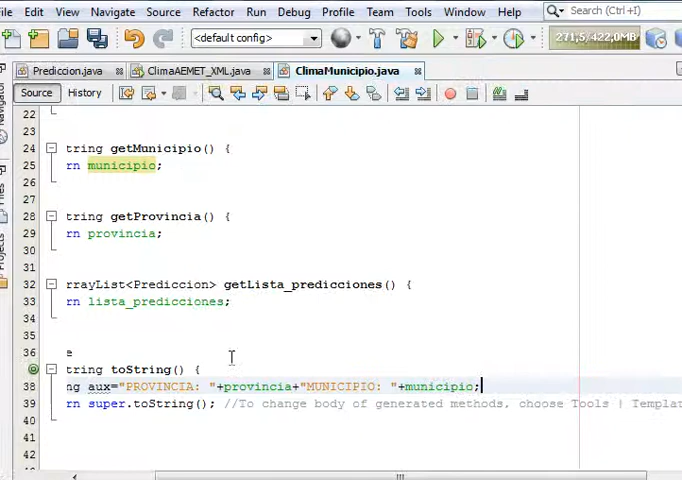 File Edit View Navigate Source Refactor Run Debug Profile Team Tools Window Help Search (Ctrl+I)
<default config> 271,5/422,0MB
Prediccion.java ClimaAEMET_XML.java ClimaMunicipio.java
Source History
22
23
24 tring getMunicipio() {
25 rn municipio;
26
27
28 tring getProvincia() {
29 rn provincia;
30
31
32 rrayList<Prediccion> getLista_predicciones() {
33 rn lista_predicciones;
34
35
36 e
tring toString() {
38 ng aux="PROVINCIA: "+provincia+"MUNICIPIO: "+municipio;
39 rn super.toString(); //To change body of generated methods, choose Tools | Templat
40
41
42
Navigator
Files
Projects